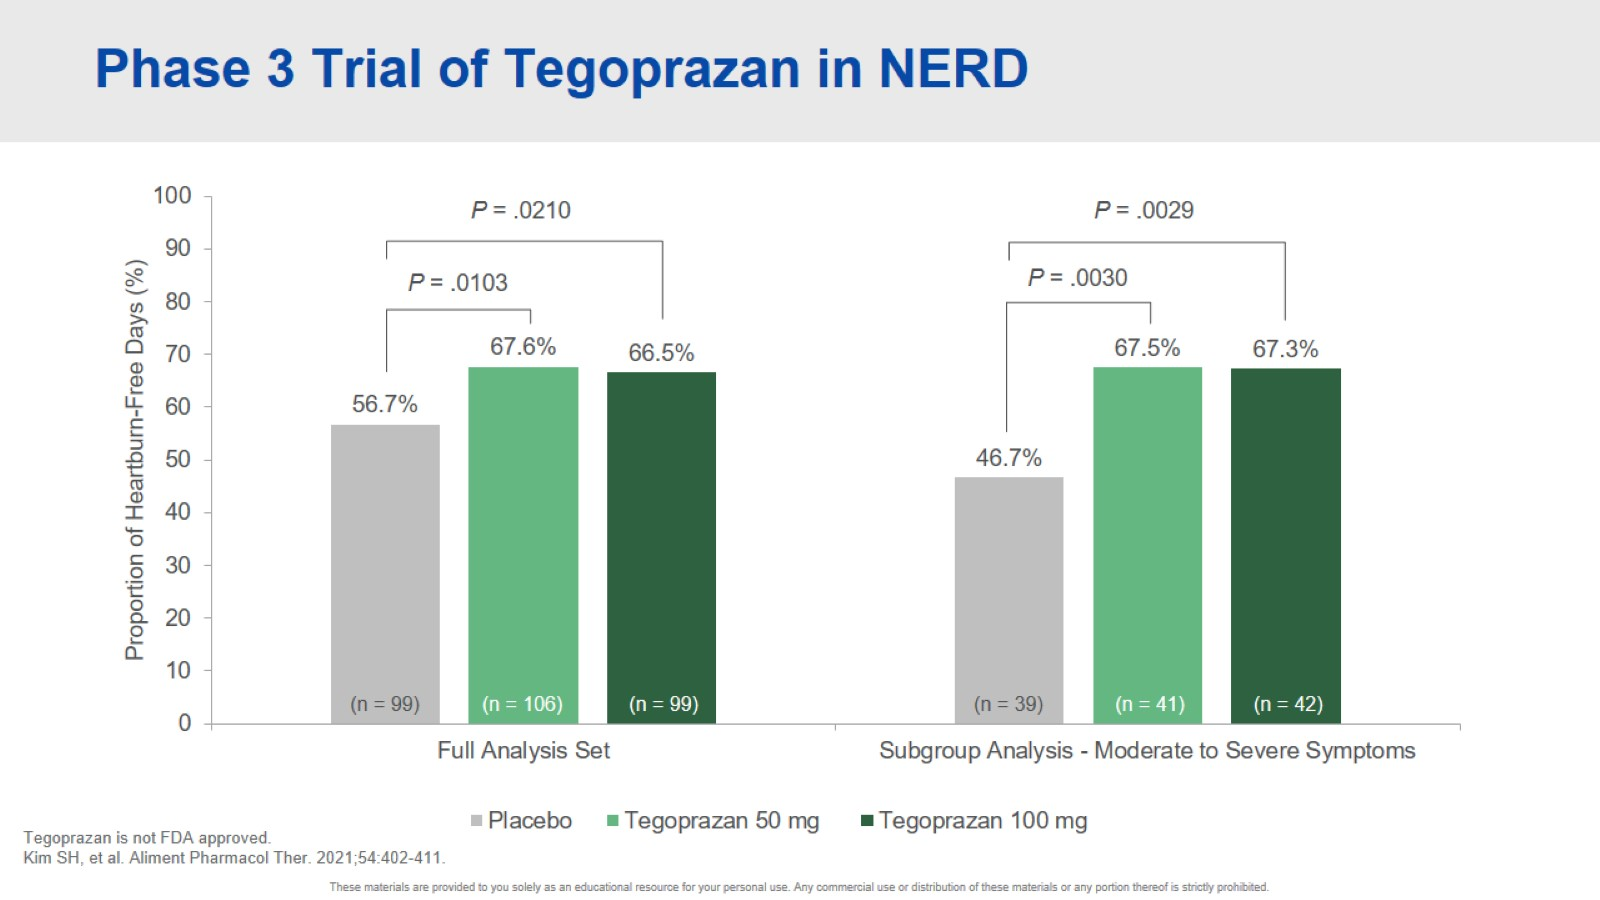 Phase 3 Trial of Tegoprazan in NERD
Proportion of Heartburn-Free Days (%)
100
90
80
70
60
50
40
30
20
10
0
P = .0210
P = .0103
56.7%
67.6%
66.5%
(n = 99)
(n = 106)
(n = 99)
Full Analysis Set
P = .0029
P = .0030
46.7%
67.5%
67.3%
(n = 39)
(n = 41)
(n = 42)
Subgroup Analysis - Moderate to Severe Symptoms
Placebo
Tegoprazan 50 mg
Tegoprazan 100 mg
Tegoprazan is not FDA approved.
Kim SH, et al. Aliment Pharmacol Ther. 2021;54:402-411.
These materials are provided to you solely as an educational resource for your personal use. Any commercial use or distribution of these materials or any portion thereof is strictly prohibited.